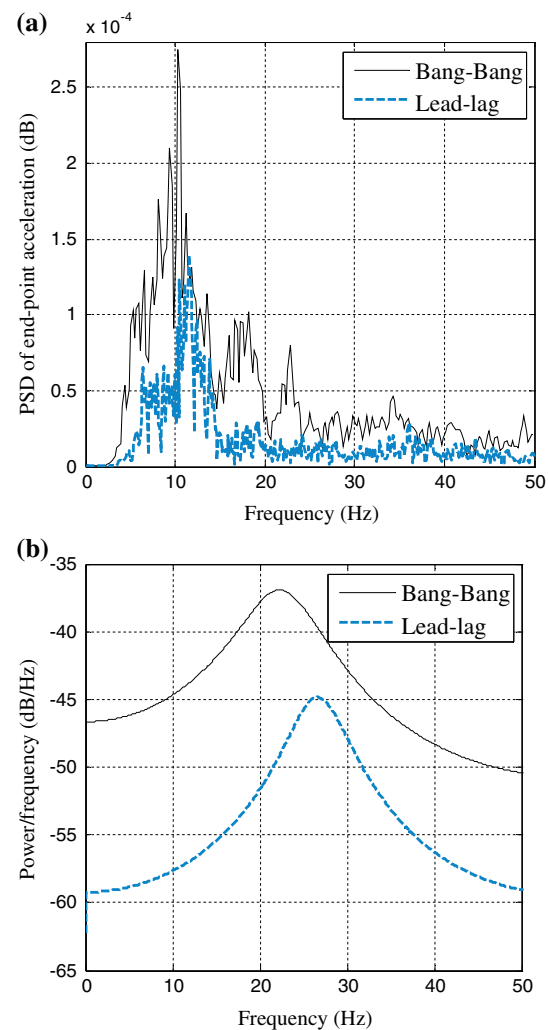 (a)
x 10⁻⁴
Bang-Bang
Lead-lag
PSD of end-point acceleration (dB)
2.5
2
1.5
1
0.5
0
0 10 20 30 40 50
Frequency (Hz)
(b)
Bang-Bang
Lead-lag
Power/frequency (dB/Hz)
-35
-40
-45
-50
-55
-60
-65
0 10 20 30 40 50
Frequency (Hz)